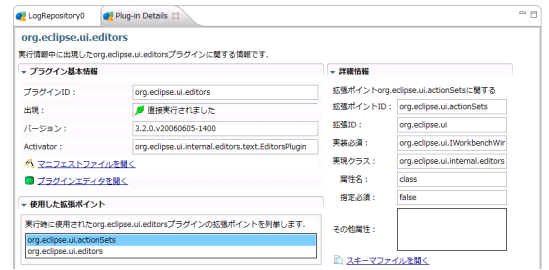 LogRepository0
Plug-in Details
org.eclipse.ui.editors
実行情報中に出現したorg.eclipse.ui.editorsプラグインに関する情報です.
プラグイン基本情報
プラグインID：
org.eclipse.ui.editors
出現：
直接実行されました
バージョン：
3.2.0.v20060605-1400
Activator：
org.eclipse.ui.internal.editors.text.EditorsPlugin
マニフェストファイルを開く
プラグインエディタを開く
使用した拡張ポイント
実行時に使用されたorg.eclipse.ui.editorsプラグインの拡張ポイントを列挙します.
org.eclipse.ui.actionSets
org.eclipse.ui.editors
詳細情報
拡張ポイントorg.eclipse.ui.actionSetsに関する
拡張ポイントID：
org.eclipse.ui.actionSets
拡張ID：
org.eclipse.ui
実装必須：
org.eclipse.ui.IWorkbenchWir
実現クラス：
org.eclipse.ui.internal.editors
属性名：
class
指定必須：
false
その他属性：
スキーマファイルを開く